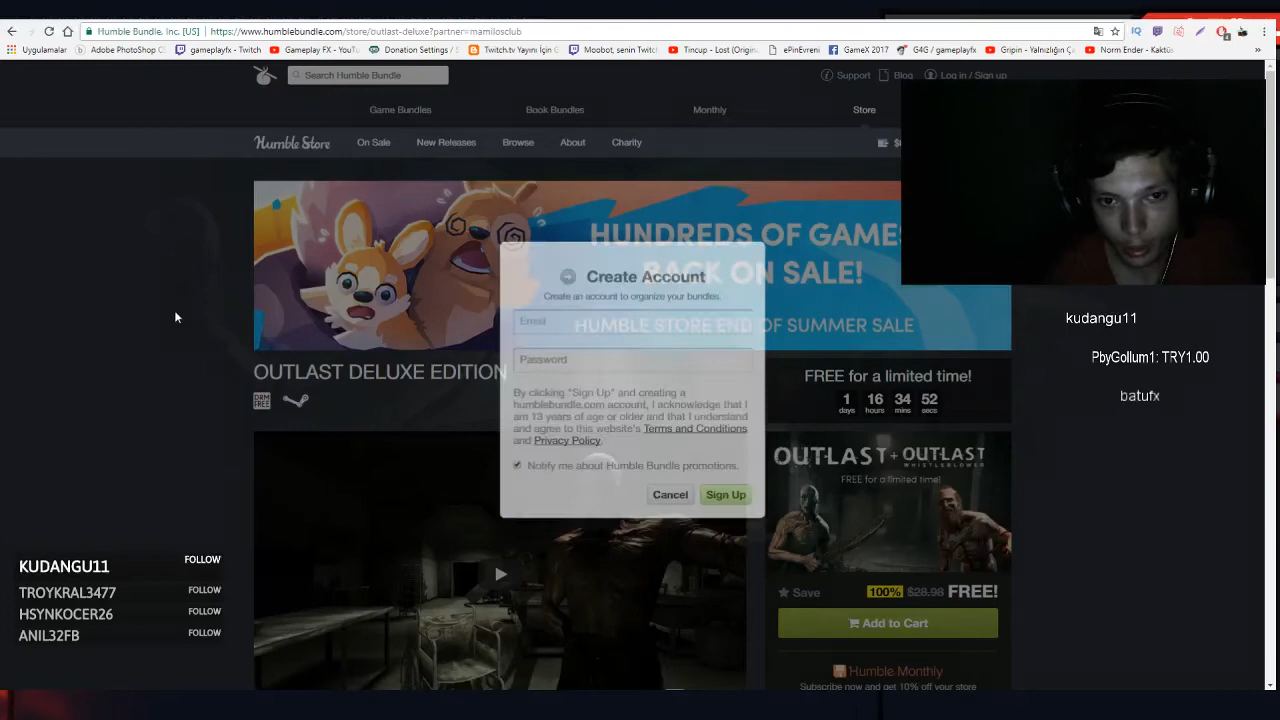 Humble Bundle, Inc. [US]
https://www.humblebundle.com/store/outlast-deluxe?partner=mamilosclub
Uygulamalar
Adobe PhotoShop C
gameplayfx - Twitch
Gameplay FX - YouT
Donation Settings / S
Twitch.tv Yayını İçin G
Moobot, senin Twitch
Tincup - Lost (Origina
ePinEvreni
GameX 2017
G4G / gameplayfx
Gripin - Yalnızlığın Ç
Norm Ender - Kaktüs
Search Humble Bundle
Support
Blog
Log in / Sign up
Game Bundles
Book Bundles
Monthly
Store
Humble Store
On Sale
New Releases
Browse
About
Charity
HUNDREDS OF GAMES
BACK ON SALE!
HUMBLE STORE END OF SUMMER SALE
Create Account
Create an account to organize your bundles.
Email
Password
By clicking "Sign Up" and creating a
humblebundle.com account, I acknowledge that I
am 13 years of age or older and that I understand
and agree to this website's Terms and Conditions
and Privacy Policy.
Notify me about Humble Bundle promotions.
Cancel
Sign Up
OUTLAST DELUXE EDITION
DRM
FREE
FREE for a limited time!
1
16
34
52
days
hours
mins
secs
OUTLAST + OUTLAST
WHISTLEBLOWER
FREE for a limited time!
Save
100%
$28.98
FREE!
Add to Cart
Humble Monthly
Subscribe now and get 10% off your store
kudangu11
PbyGollum1: TRY1.00
batufx
KUDANGU11
FOLLOW
TROYKRAL3477
FOLLOW
HSYNKOCER26
FOLLOW
ANIL32FB
FOLLOW